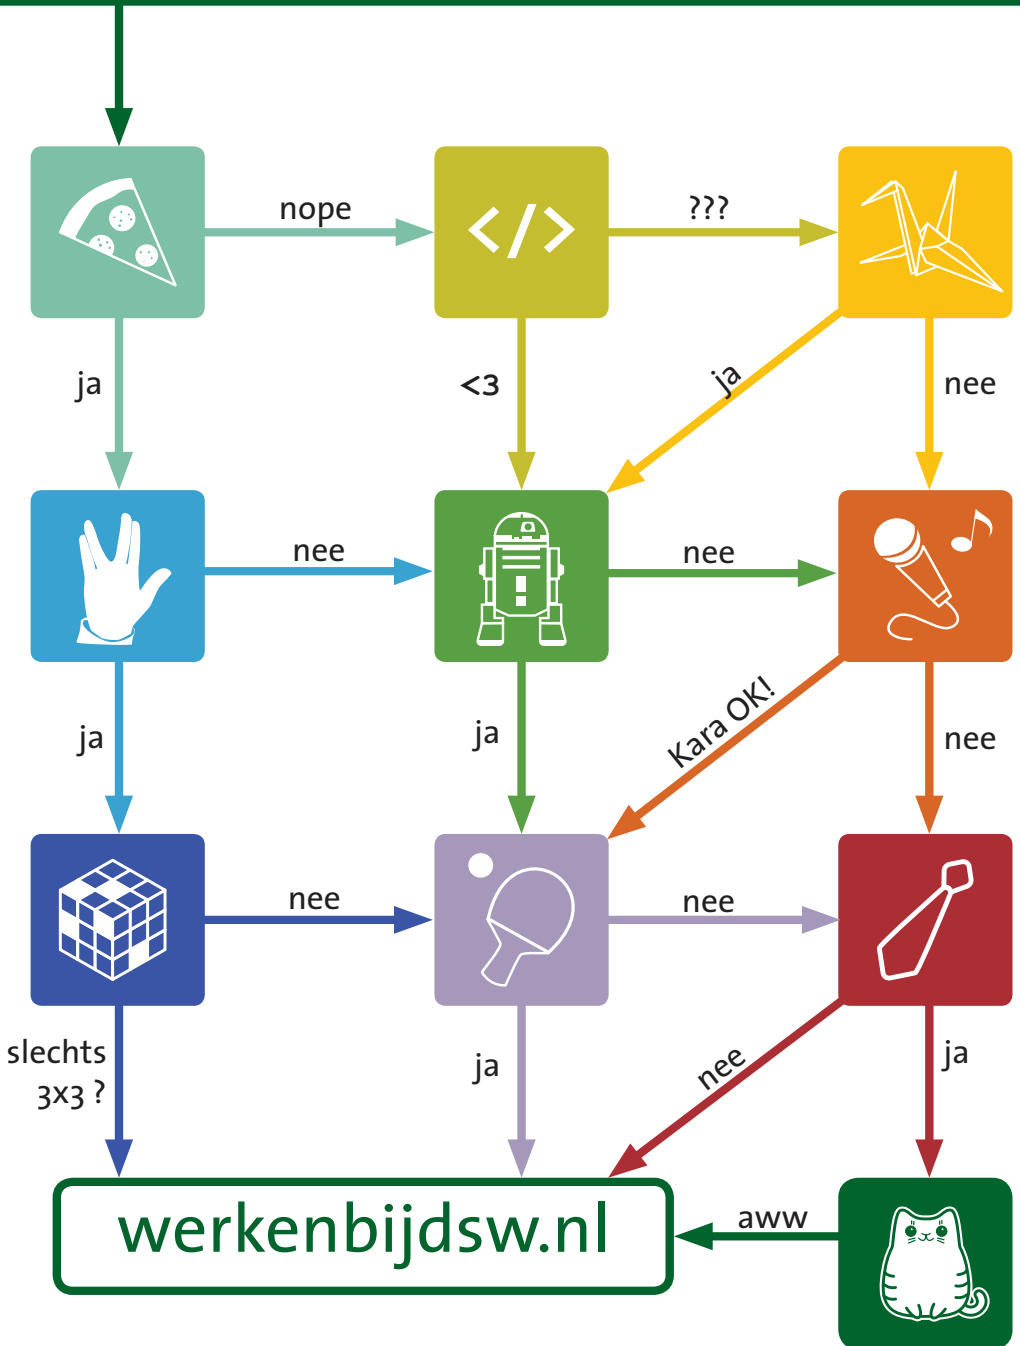 nope
</>
???
ja
<3
ja
nee
nee
nee
ja
ja
Kara OK!
nee
nee
nee
slechts
3x3 ?
ja
nee
ja
werkenbijdsw.nl
aww